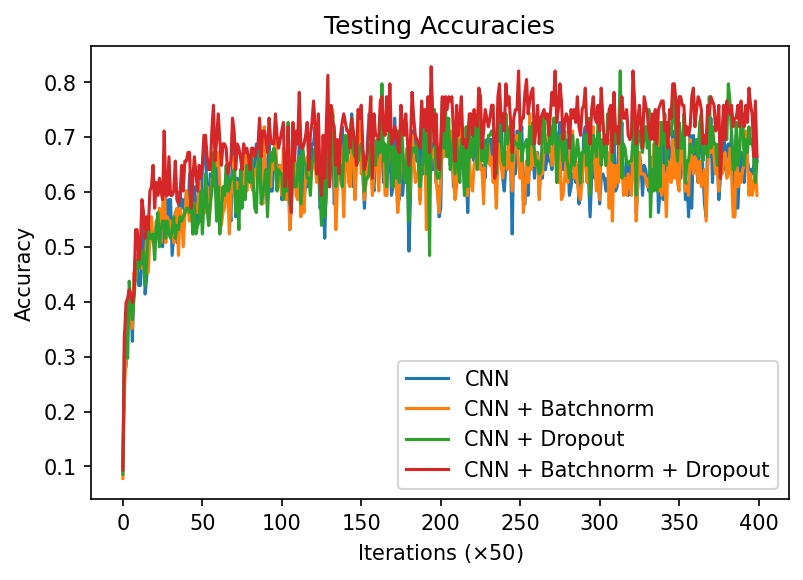 Testing Accuracies
Accuracy
0.8
0.7
0.6
0.5
0.4
0.3
0.2
0.1
CNN
CNN + Batchnorm
CNN + Dropout
CNN + Batchnorm + Dropout
0 50 100 150 200 250 300 350 400
Iterations (×50)